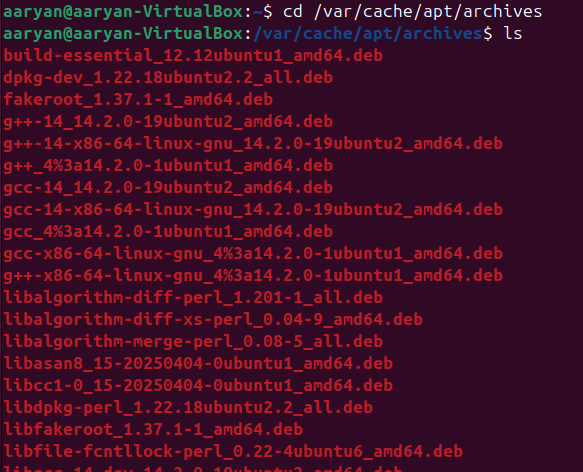 aaryan@aaryan-VirtualBox:~$ cd /var/cache/apt/archives
aaryan@aaryan-VirtualBox:/var/cache/apt/archives$ ls
build-essential_12.12ubuntu1_amd64.deb
dpkg-dev_1.22.18ubuntu2.2_all.deb
fakeroot_1.37.1-1_amd64.deb
g++-14_14.2.0-19ubuntu2_amd64.deb
g++-14-x86-64-linux-gnu_14.2.0-19ubuntu2_amd64.deb
g++_4%3a14.2.0-1ubuntu1_amd64.deb
gcc-14_14.2.0-19ubuntu2_amd64.deb
gcc-14-x86-64-linux-gnu_14.2.0-19ubuntu2_amd64.deb
gcc_4%3a14.2.0-1ubuntu1_amd64.deb
gcc-x86-64-linux-gnu_4%3a14.2.0-1ubuntu1_amd64.deb
g++-x86-64-linux-gnu_4%3a14.2.0-1ubuntu1_amd64.deb
libalgorithm-diff-perl_1.201-1_all.deb
libalgorithm-diff-xs-perl_0.04-9_amd64.deb
libalgorithm-merge-perl_0.08-5_all.deb
libasan8_15-20250404-0ubuntu1_amd64.deb
libcc1-0_15-20250404-0ubuntu1_amd64.deb
libdpkg-perl_1.22.18ubuntu2.2_all.deb
libfakeroot_1.37.1-1_amd64.deb
libfile-fcntllock-perl_0.22-4ubuntu6_amd64.deb